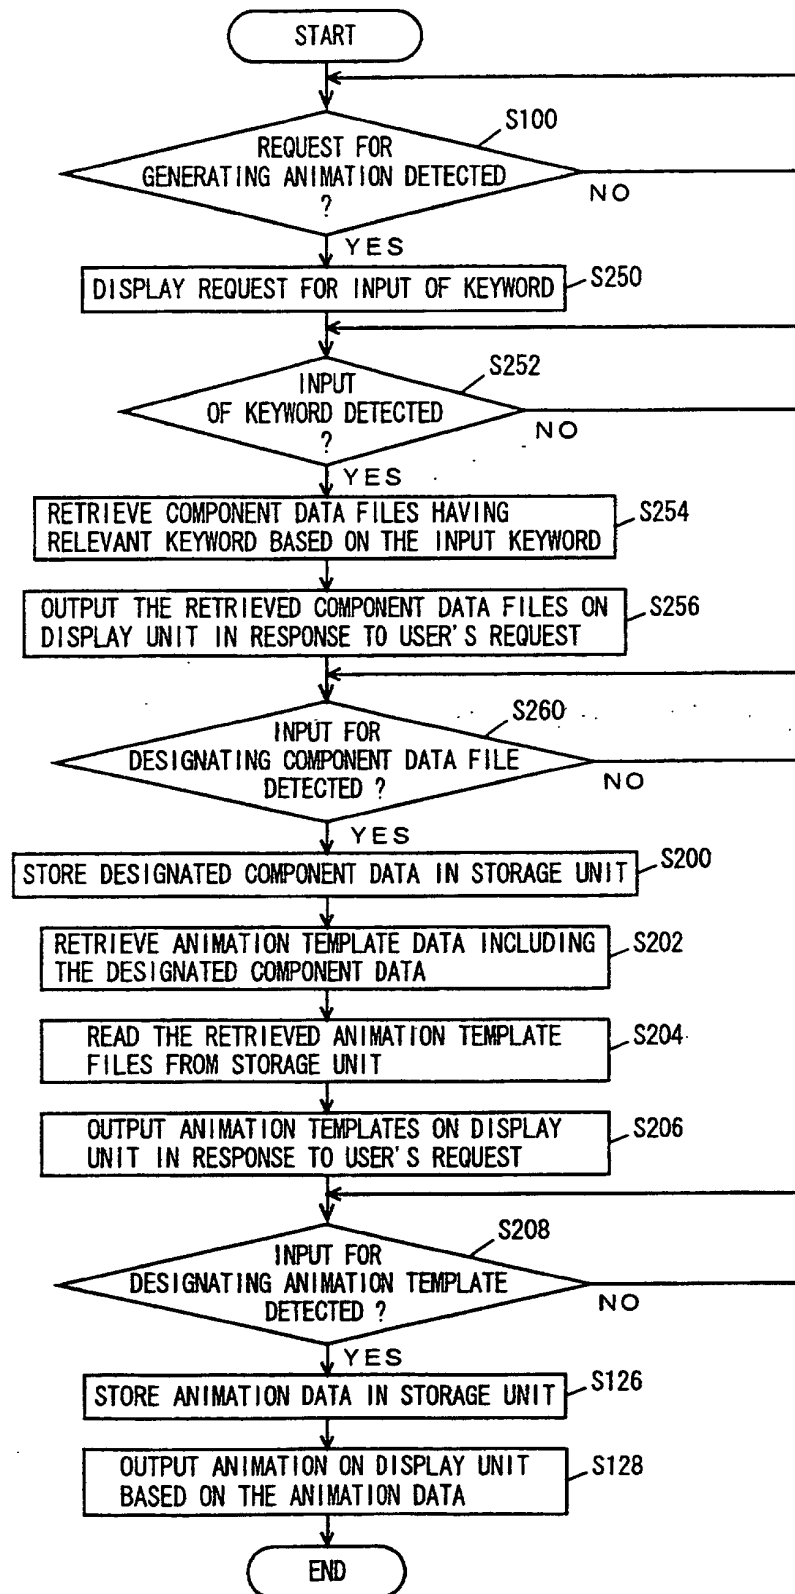 START
S100
REQUEST FOR
GENERATING ANIMATION DETECTED
?
NO
YES
DISPLAY REQUEST FOR INPUT OF KEYWORD
S250
S252
INPUT
OF KEYWORD DETECTED
?
NO
YES
RETRIEVE COMPONENT DATA FILES HAVING
RELEVANT KEYWORD BASED ON THE INPUT KEYWORD
S254
OUTPUT THE RETRIEVED COMPONENT DATA FILES ON
DISPLAY UNIT IN RESPONSE TO USER'S REQUEST
S256
S260
INPUT FOR
DESIGNATING COMPONENT DATA FILE
DETECTED ?
NO
YES
STORE DESIGNATED COMPONENT DATA IN STORAGE UNIT
S200
RETRIEVE ANIMATION TEMPLATE DATA INCLUDING
THE DESIGNATED COMPONENT DATA
S202
READ THE RETRIEVED ANIMATION TEMPLATE
FILES FROM STORAGE UNIT
S204
OUTPUT ANIMATION TEMPLATES ON DISPLAY
UNIT IN RESPONSE TO USER'S REQUEST
S206
S208
INPUT FOR
DESIGNATING ANIMATION TEMPLATE
DETECTED ?
NO
YES
STORE ANIMATION DATA IN STORAGE UNIT
S126
OUTPUT ANIMATION ON DISPLAY UNIT
BASED ON THE ANIMATION DATA
S128
END